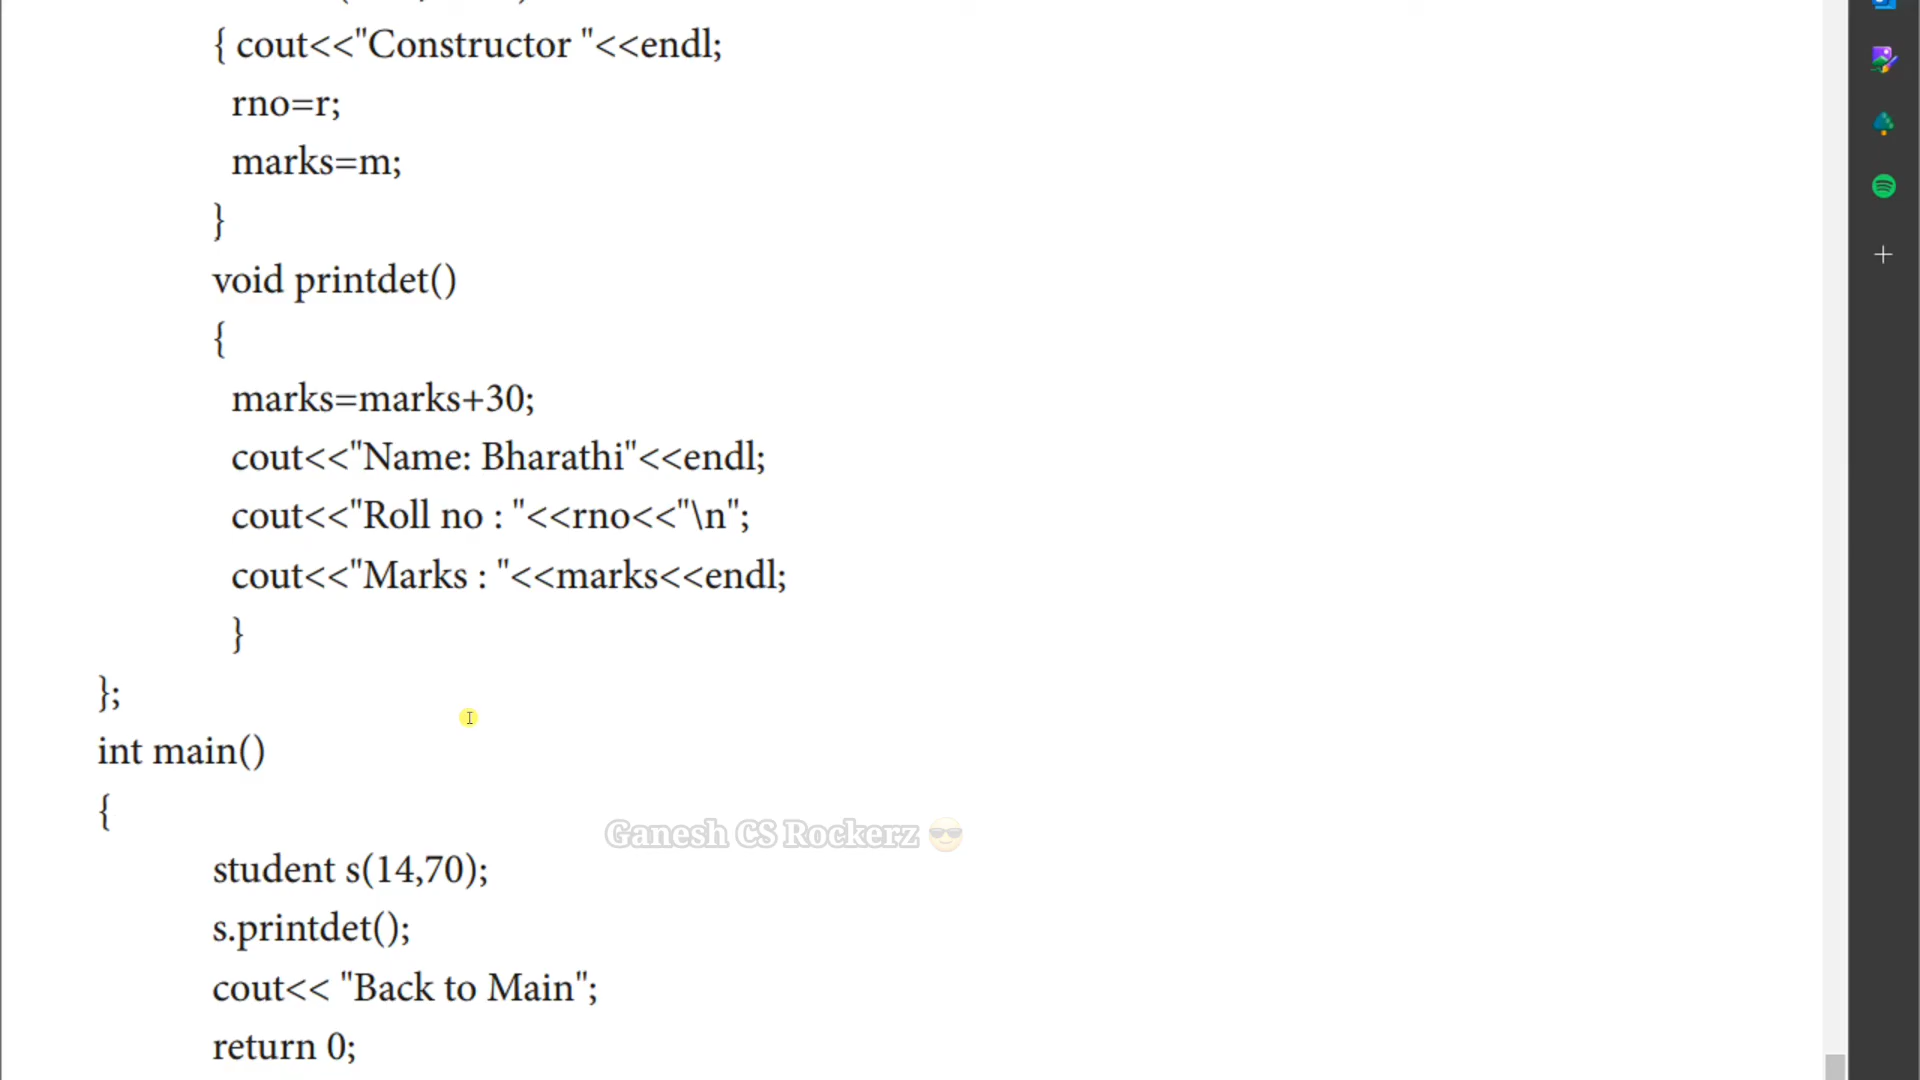 { cout<<"Constructor "<<endl;
rno=r;
marks=m;
}
void printdet()
{
marks=marks+30;
cout<<"Name: Bharathi"<<endl;
cout<<"Roll no : "<<rno<<"\n";
cout<<"Marks : "<<marks<<endl;
}
};
int main()
{
Ganesh CS Rockerz 😎
student s(14,70);
s.printdet();
cout<< "Back to Main";
return 0;